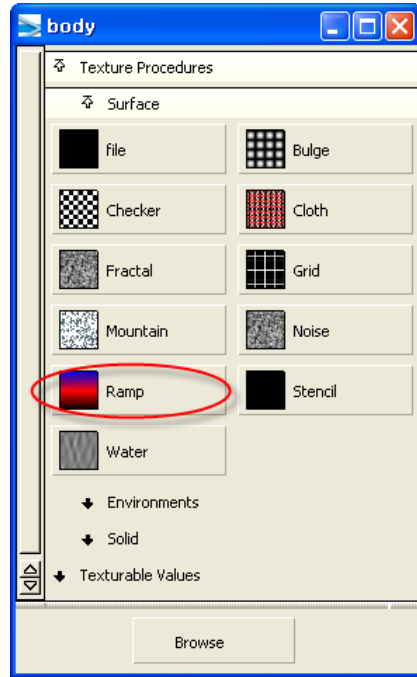 body
Texture Procedures
Surface
file
Bulge
Checker
Cloth
Fractal
Grid
Mountain
Noise
Ramp
Stencil
Water
Environments
Solid
Texturable Values
Browse